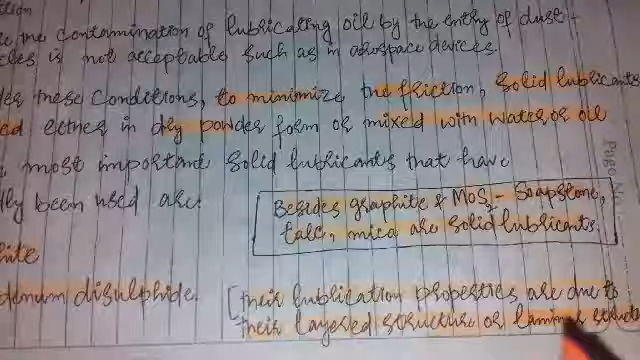 the contamination of lubricating oil by the entry of dust
cles is not acceptable such as in aerospace devices.
these conditions, to minimize the friction, solid lubricants
ed either in dry powder form or mixed with water or oil
most important solid lubricants that have
lly been used are
Besides graphite & MoS2 - Soapstone,
talc, mica are solid lubricants.
hite
denum disulphide. [their lubrication properties are due to
their layered structure or laminar
Page No